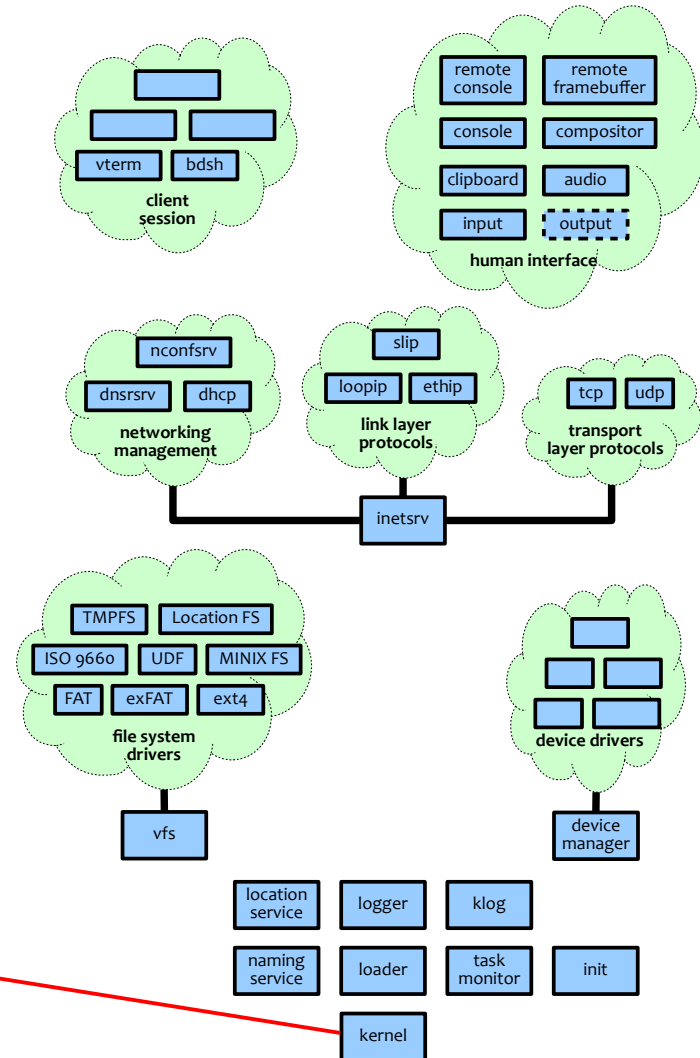 remote
console
remote
framebuffer
console
compositor
vterm
bdsh
clipboard
audio
client
session
input
output
human interface
nconfsrv
slip
dnsrsrv
dhcp
loopip
ethip
tcp
udp
networking
management
link layer
protocols
transport
layer protocols
inetsrv
TMPFS
Location FS
ISO 9660
UDF
MINIX FS
FAT
exFAT
ext4
file system
drivers
device drivers
vfs
device
manager
location
service
logger
klog
naming
service
loader
task
monitor
init
kernel